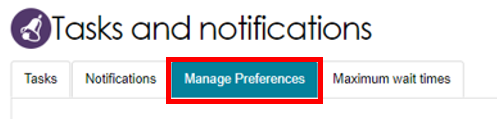 Tasks and notifications
Tasks Notifications Manage Preferences Maximum wait times